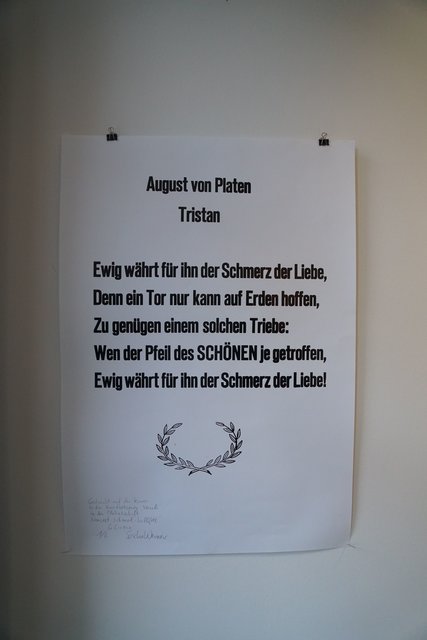 August von Platen
Tristan
Ewig währt für ihn der Schmerz der Liebe,
Denn ein Tor nur kann auf Erden hoffen,
Zu genügen einem solchen Triebe:
Wen der Pfeil des SCHÖNEN je getroffen,
Ewig währt für ihn der Schmerz der Liebe!